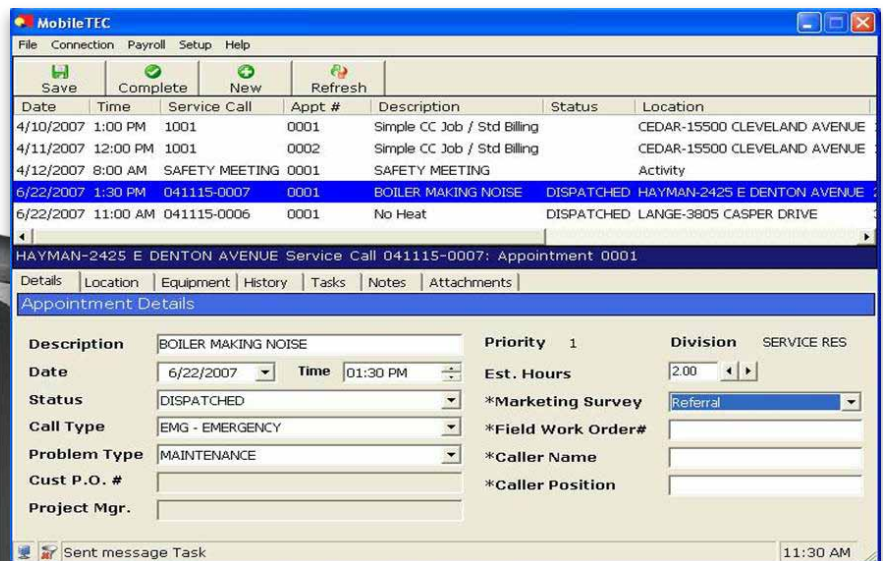 MobileTEC
File Connection Payroll Setup Help
Save Complete New Refresh
Date Time Service Call Appt # Description Status Location
4/10/2007 1:00 PM 1001 0001 Simple CC Job / Std Billing CEDAR-15500 CLEVELAND AVENUE
4/11/2007 12:00 PM 1001 0002 Simple CC Job / Std Billing CEDAR-15500 CLEVELAND AVENUE
4/12/2007 8:00 AM SAFETY MEETING 0001 SAFETY MEETING Activity
6/22/2007 1:30 PM 041115-0007 0001 BOILER MAKING NOISE DISPATCHED HAYMAN-2425 E DENTON AVENUE
6/22/2007 11:00 AM 041115-0006 0001 No Heat DISPATCHED LANGE-3805 CASPER DRIVE
HAYMAN-2425 E DENTON AVENUE Service Call 041115-0007: Appointment 0001
Details Location Equipment History Tasks Notes Attachments
Appointment Details
Description BOILER MAKING NOISE Priority 1 Division SERVICE RES
Date 6/22/2007 Time 01:30 PM Est. Hours 2.00
Status DISPATCHED *Marketing Survey Referral
Call Type EMG - EMERGENCY *Field Work Order#
Problem Type MAINTENANCE *Caller Name
Cust P.O. # *Caller Position
Project Mgr.
Sent message Task 11:30 AM